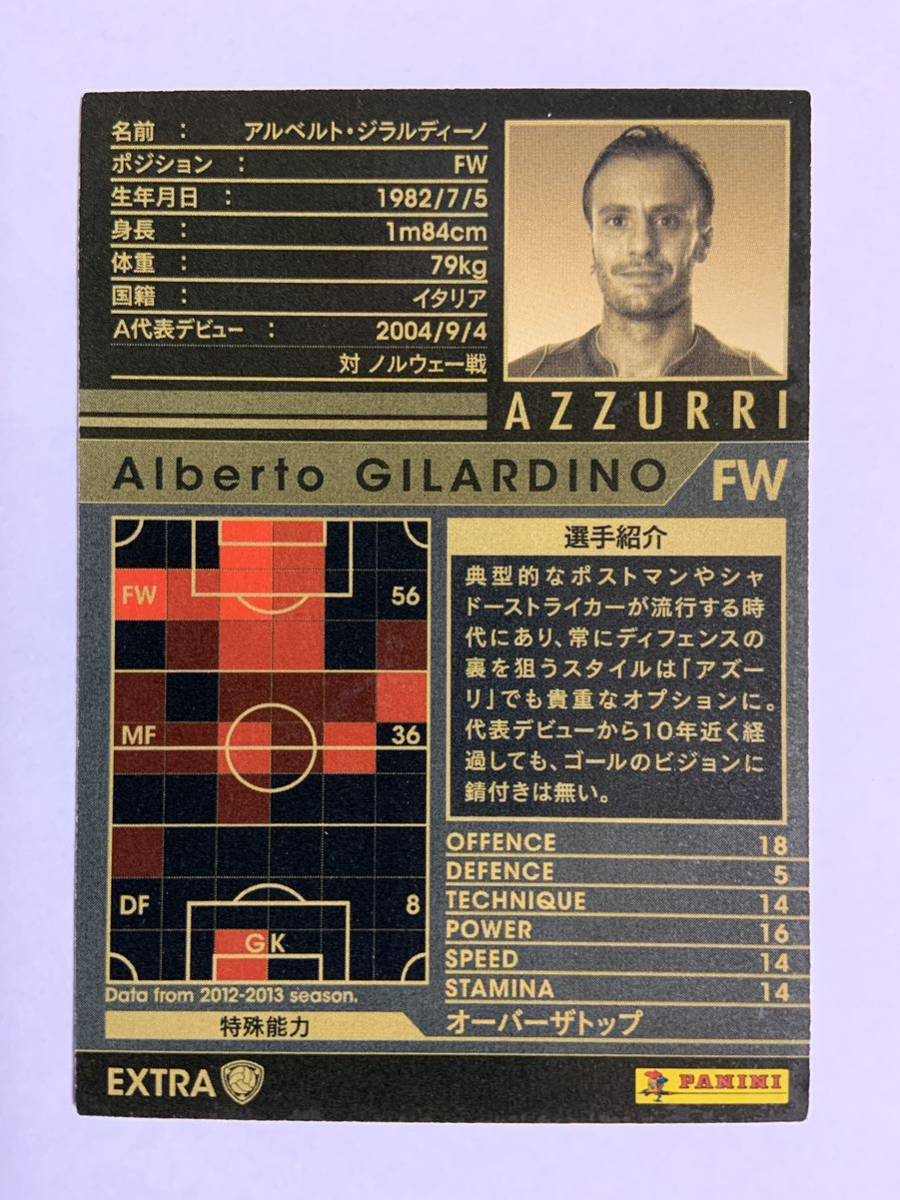 名前 : アルベルト・ジラルディーノ
ポジション : FW
生年月日 : 1982/7/5
身長 : 1m84cm
体重 : 79kg
国籍 : イタリア
A代表デビュー : 2004/9/4
対 ノルウェー戦
AZZURRI
Alberto GILARDINO FW
FW 56
MF 36
DF 8
GK
Data from 2012-2013 season.
選手紹介
典型的なポストマンやシャ
ドーストライカーが流行する時
代にあり、常にディフェンスの
裏を狙うスタイルは「アズー
リ」でも貴重なオプションに。
代表デビューから10年近く経
過しても、ゴールのビジョンに
錆付きは無い。
OFFENCE 18
DEFENCE 5
TECHNIQUE 14
POWER 16
SPEED 14
STAMINA 14
特殊能力 オーバーザトップ
EXTRA
PANINI